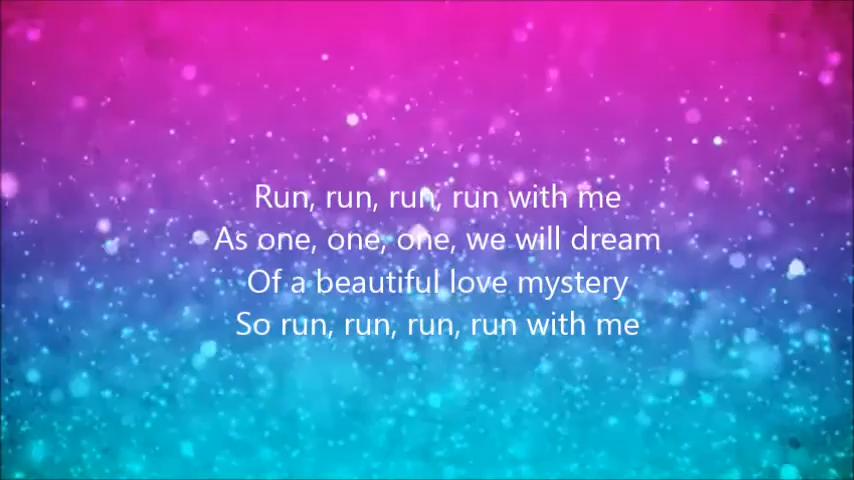 Run, run, run, run with me
As one, one, one, we will dream
Of a beautiful love mystery
So run, run, run, run with me